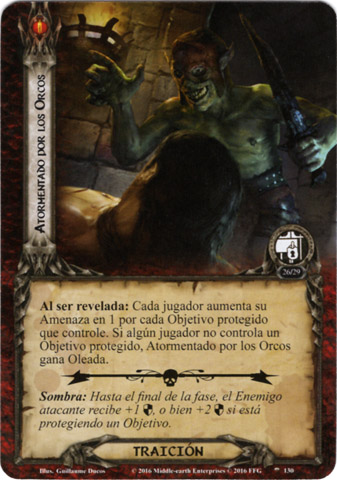 ATORMENTADO POR LOS ORCOS
26/29
Al ser revelada: Cada jugador aumenta su
Amenaza en 1 por cada Objetivo protegido
que controle. Si algún jugador no controla un
Objetivo protegido, Atormentado por los Orcos
gana Oleada.
Sombra: Hasta el final de la fase, el Enemigo
atacante recibe +1, o bien +2 si está
protegiendo un Objetivo.
TRAICIÓN
Illus. Guillaume Ducos © 2016 Middle-earth Enterprises © 2016 FFG 130